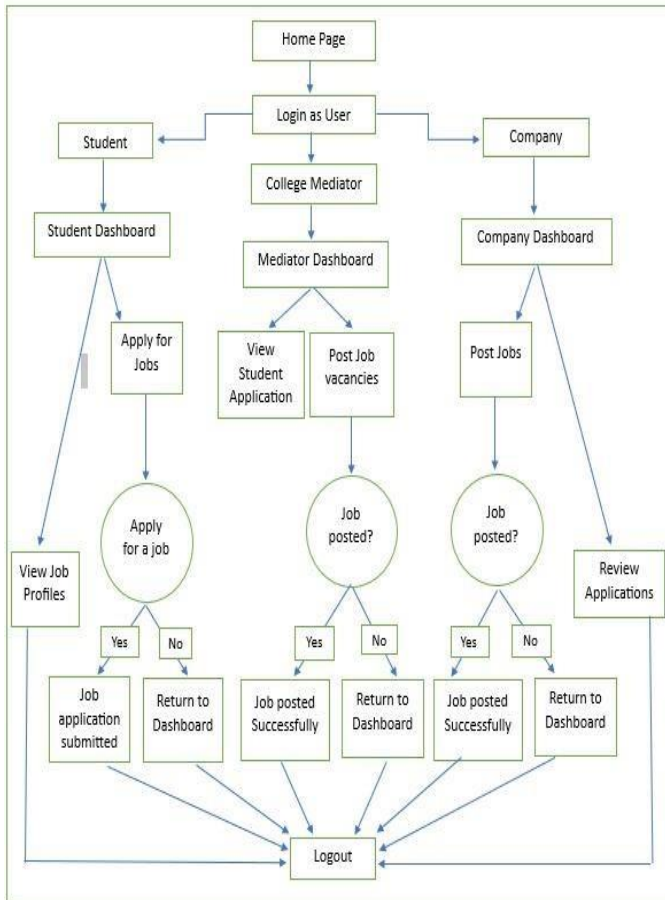 Home Page
Login as User
Student
Company
College Mediator
Student Dashboard
Company Dashboard
Mediator Dashboard
Apply for
Jobs
View
Student
Application
Post Job
vacancies
Post Jobs
Apply
for a job
Job
posted?
Job
posted?
View Job
Profiles
Review
Applications
Yes
No
Yes
No
Yes
No
Job
application
submitted
Return to
Dashboard
Job posted
Successfully
Return to
Dashboard
Job posted
Successfully
Return to
Dashboard
Logout